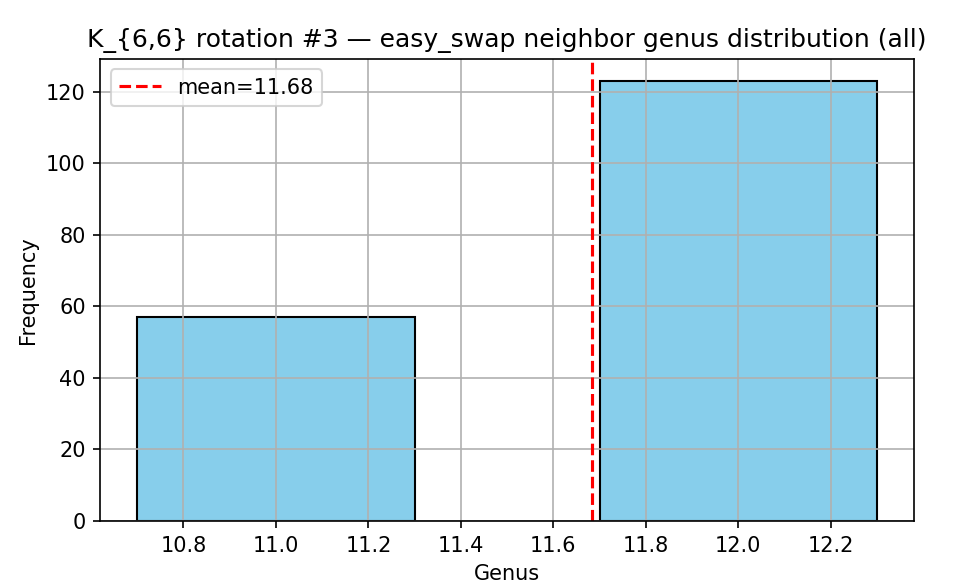 K_{6,6} rotation #3 — easy_swap neighbor genus distribution (all)
mean=11.68
120
100
80
60
40
20
0
Frequency
10.8 11.0 11.2 11.4 11.6 11.8 12.0 12.2
Genus